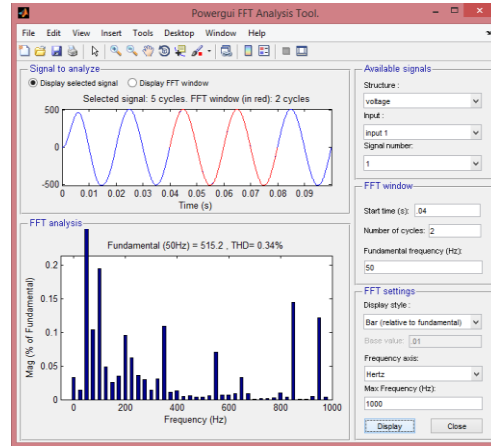 Powergui FFT Analysis Tool.
File Edit View Insert Tools Desktop Window Help
Signal to analyze
Display selected signal Display FFT window
Selected signal: 5 cycles. FFT window (in red): 2 cycles
500
0
-500
0 0.01 0.02 0.03 0.04 0.05 0.06 0.07 0.08 0.09
Time (s)
FFT analysis
Fundamental (50Hz) = 515.2 , THD= 0.34%
0.2
0.15
0.1
0.05
0
0 200 400 600 800 1000
Frequency (Hz)
Mag (% of Fundamental)
Available signals
Structure :
voltage
Input :
input 1
Signal number:
1
FFT window
Start time (s): .04
Number of cycles: 2
Fundamental frequency (Hz):
50
FFT settings
Display style :
Bar (relative to fundamental)
Base value: .01
Frequency axis:
Hertz
Max Frequency (Hz):
1000
Display Close